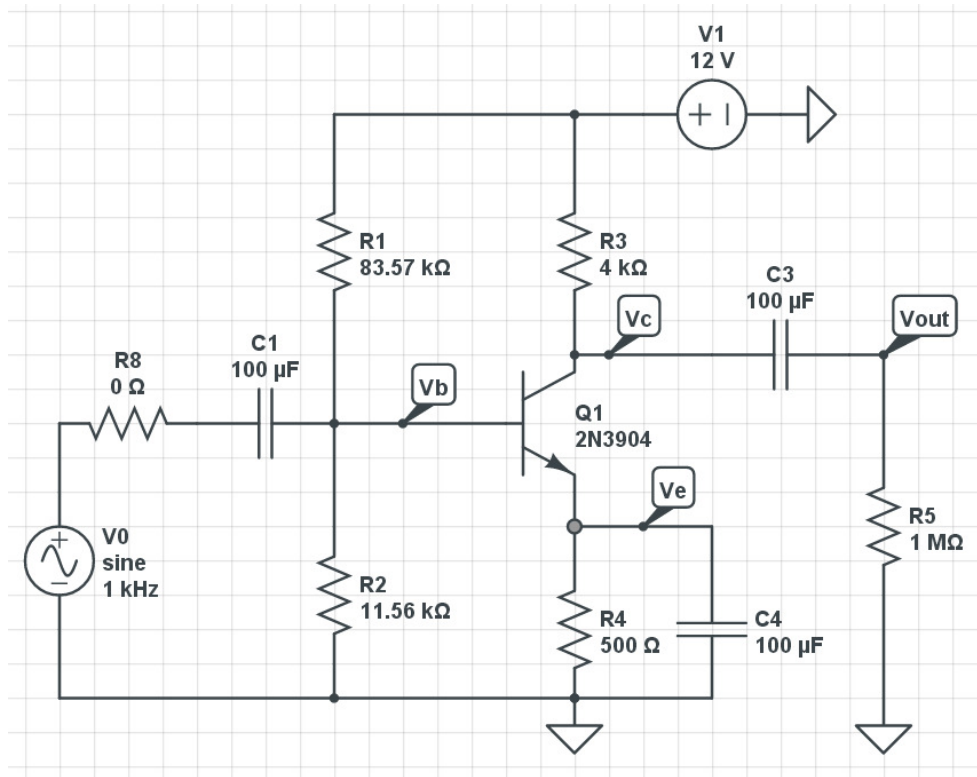 V1
12 V
R1
83.57 kΩ
R3
4 kΩ
C3
100 µF
Vc
Vout
C1
100 µF
R8
0 Ω
Vb
Q1
2N3904
Ve
V0
sine
1 kHz
R5
1 MΩ
R2
11.56 kΩ
R4
500 Ω
C4
100 µF